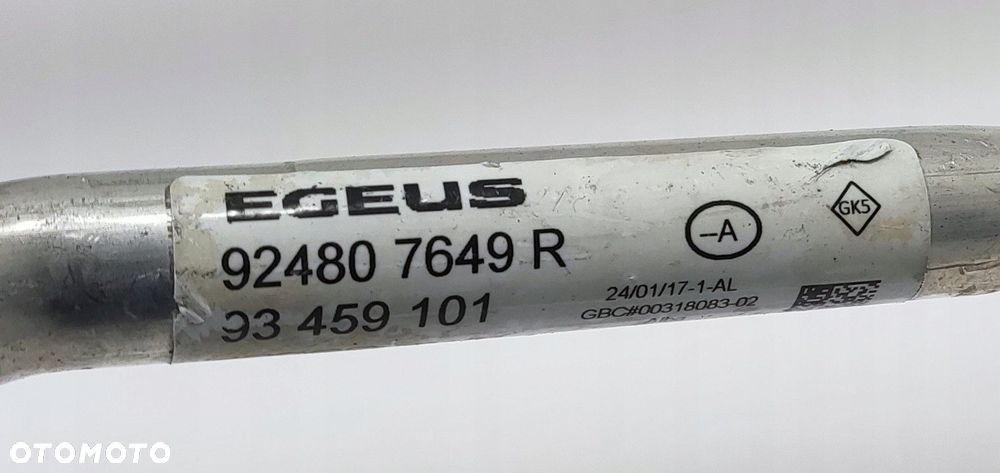 EGEUS
92480 7649 R
93 459 101
–A
GK5
24/01/17-1-AL
GBC#00318083-02
OTOMOTO